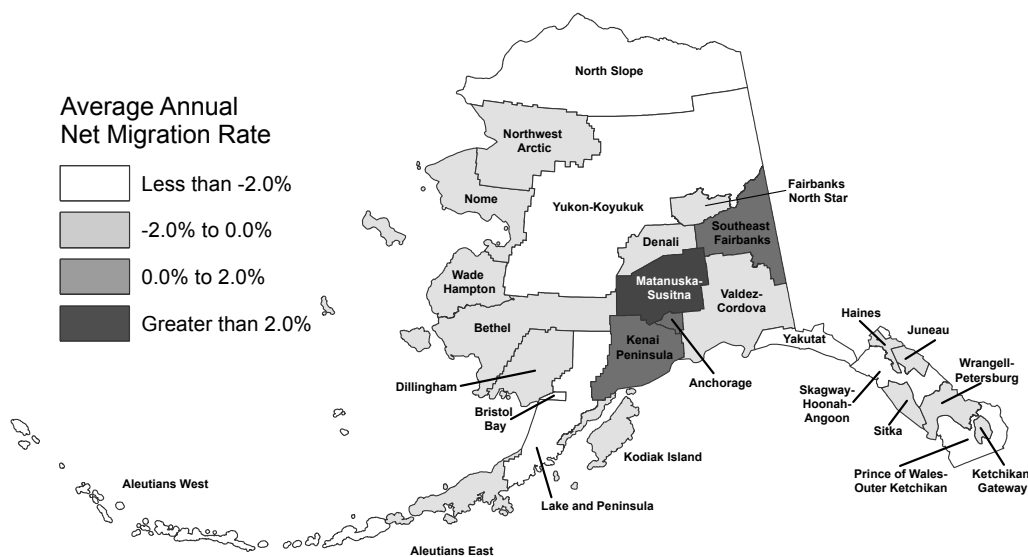 Average Annual
Net Migration Rate
Less than -2.0%
-2.0% to 0.0%
0.0% to 2.0%
Greater than 2.0%
North Slope
Northwest
Arctic
Nome
Yukon-Koyukuk
Fairbanks
North Star
Southeast
Fairbanks
Denali
Wade
Hampton
Matanuska-
Susitna
Valdez-
Cordova
Bethel
Kenai
Peninsula
Yakutat
Haines
Juneau
Wrangell-
Petersburg
Dillingham
Anchorage
Skagway-
Hoonah-
Angoon
Bristol
Bay
Sitka
Kodiak Island
Prince of Wales-
Outer Ketchikan
Ketchikan
Gateway
Aleutians West
Lake and Peninsula
Aleutians East